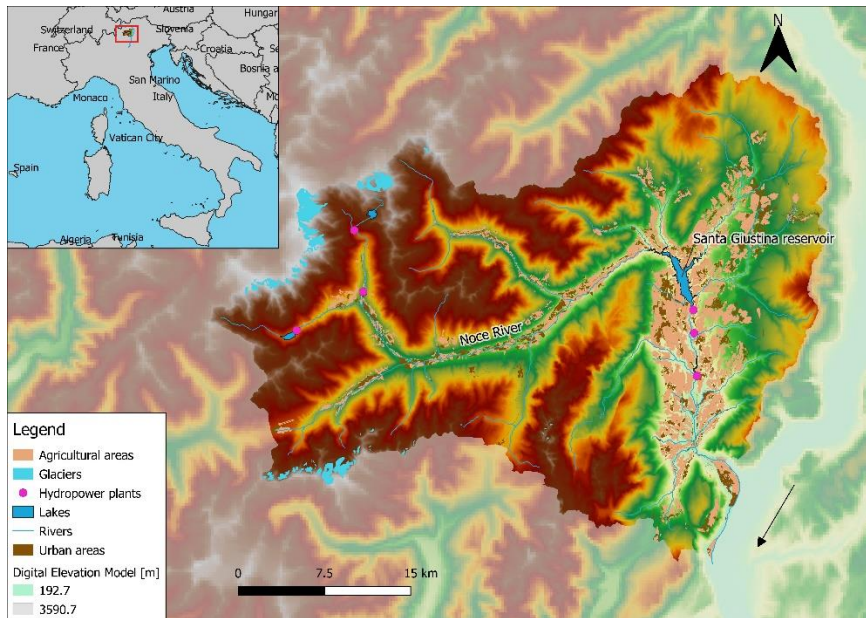 Austria
Hungar
Switzerland
Slovenia
France
Croatia
Se
Bosnia a
San Marino
Monaco
Italy
Vatican City
Spain
Algeria
Tunisia
N
Santa Giustina reservoir
Noce River
Legend
Agricultural areas
Glaciers
Hydropower plants
Lakes
Rivers
Urban areas
Digital Elevation Model [m]
192.7
3590.7
0 7.5 15 km